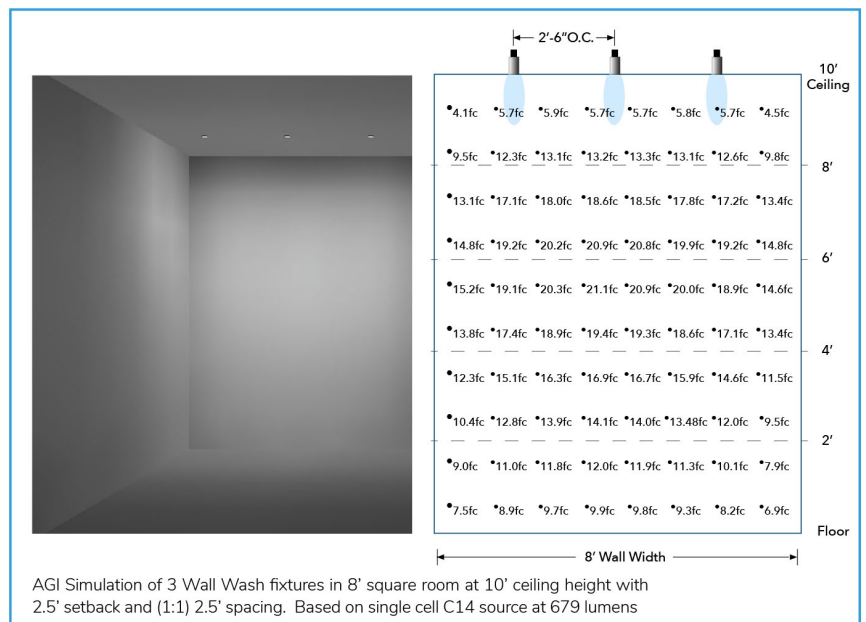 2'-6"O.C.
10'
Ceiling
4.1fc 5.7fc 5.9fc 5.7fc 5.7fc 5.8fc 5.7fc 4.5fc
9.5fc 12.3fc 13.1fc 13.2fc 13.3fc 13.1fc 12.6fc 9.8fc
8'
13.1fc 17.1fc 18.0fc 18.6fc 18.5fc 17.8fc 17.2fc 13.4fc
14.8fc 19.2fc 20.2fc 20.9fc 20.8fc 19.9fc 19.2fc 14.8fc
6'
15.2fc 19.1fc 20.3fc 21.1fc 20.9fc 20.0fc 18.9fc 14.6fc
13.8fc 17.4fc 18.9fc 19.4fc 19.3fc 18.6fc 17.1fc 13.4fc
4'
12.3fc 15.1fc 16.3fc 16.9fc 16.7fc 15.9fc 14.6fc 11.5fc
10.4fc 12.8fc 13.9fc 14.1fc 14.0fc 13.48fc 12.0fc 9.5fc
2'
9.0fc 11.0fc 11.8fc 12.0fc 11.9fc 11.3fc 10.1fc 7.9fc
7.5fc 8.9fc 9.7fc 9.9fc 9.8fc 9.3fc 8.2fc 6.9fc
Floor
8' Wall Width
AGI Simulation of 3 Wall Wash fixtures in 8' square room at 10' ceiling height with
2.5' setback and (1:1) 2.5' spacing. Based on single cell C14 source at 679 lumens